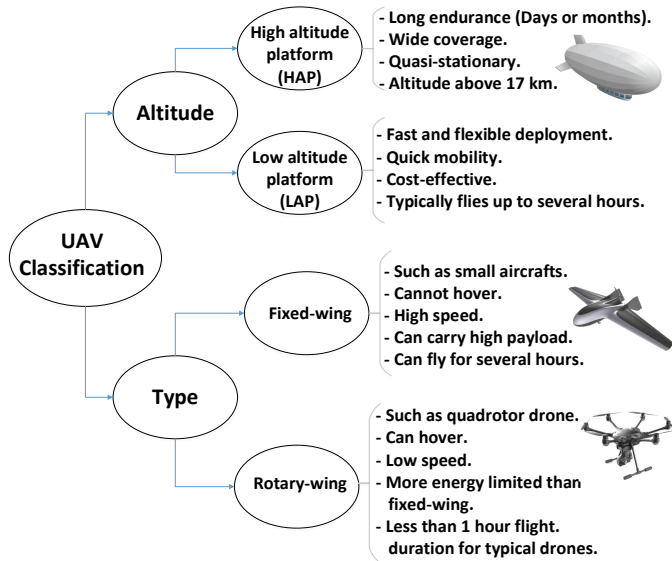 UAV
Classification
Altitude
High altitude
platform
(HAP)
- Long endurance (Days or months).
- Wide coverage.
- Quasi-stationary.
- Altitude above 17 km.
Low altitude
platform
(LAP)
- Fast and flexible deployment.
- Quick mobility.
- Cost-effective.
- Typically flies up to several hours.
Type
Fixed-wing
- Such as small aircrafts.
- Cannot hover.
- High speed.
- Can carry high payload.
- Can fly for several hours.
Rotary-wing
- Such as quadrotor drone.
- Can hover.
- Low speed.
- More energy limited than
fixed-wing.
- Less than 1 hour flight.
duration for typical drones.